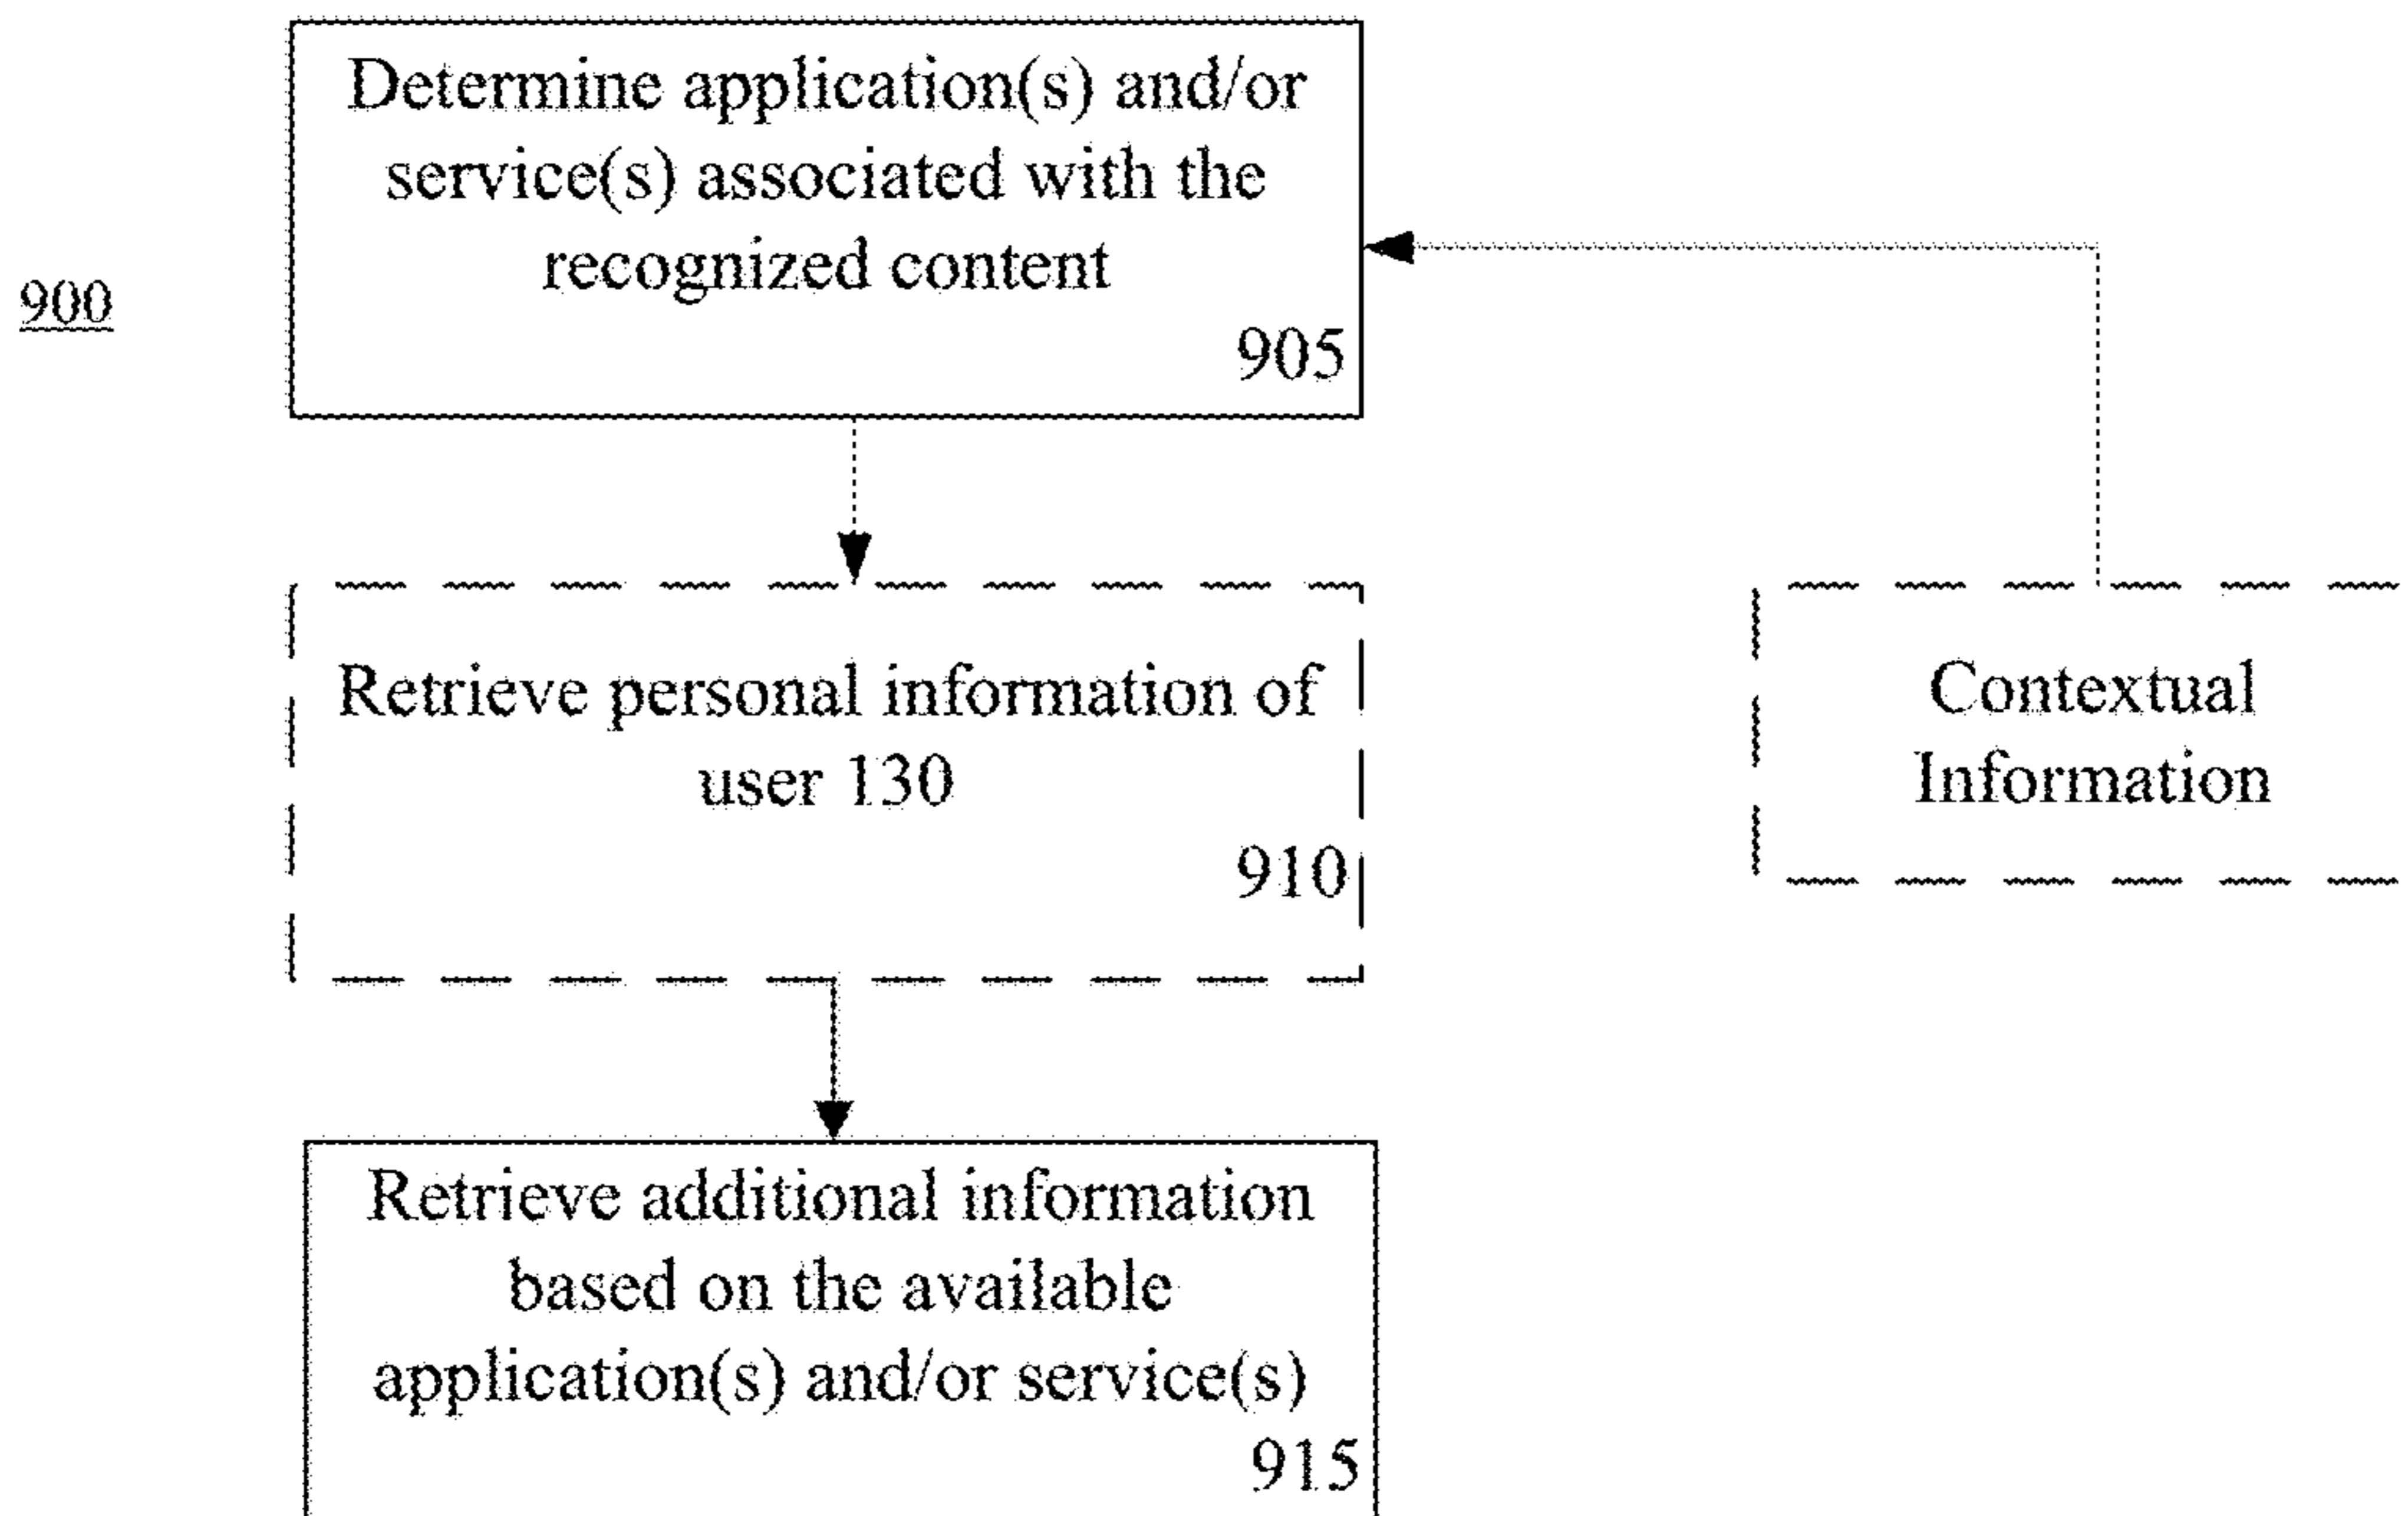 Determine application(s) and/or
service(s) associated with the
recognized content
905
900
Retrieve personal information of
user 130
910
Contextual
Information
Retrieve additional information
based on the available
application(s) and/or service(s)
915